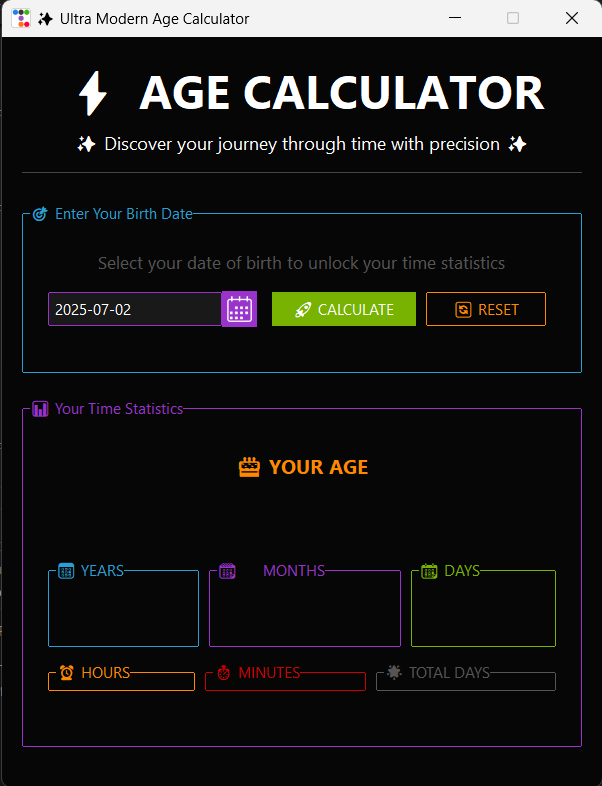 ✨ Ultra Modern Age Calculator
⚡ AGE CALCULATOR
✨ Discover your journey through time with precision ✨
Enter Your Birth Date
Select your date of birth to unlock your time statistics
2025-07-02
CALCULATE
RESET
Your Time Statistics
YOUR AGE
YEARS
MONTHS
DAYS
HOURS
MINUTES
TOTAL DAYS